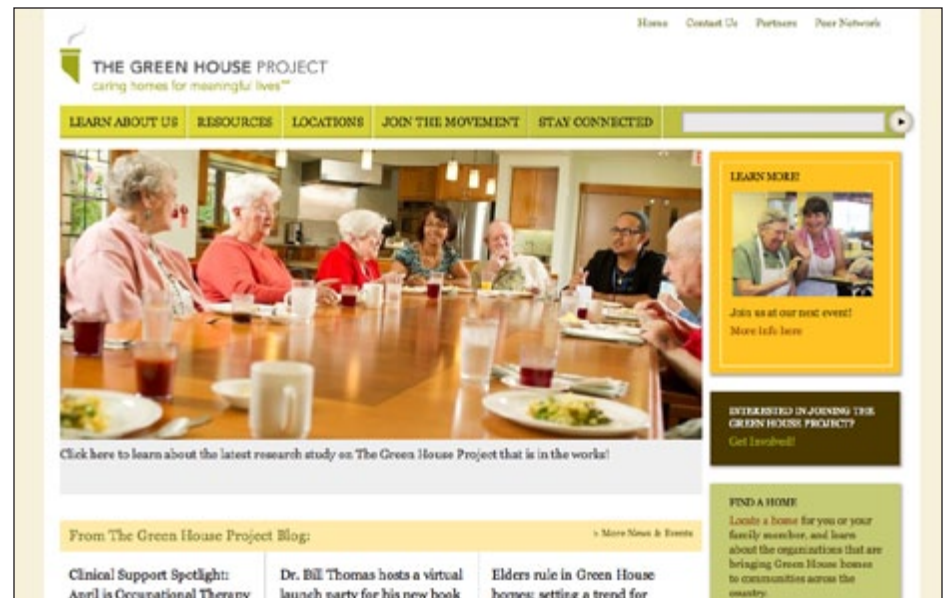 Home Contact Us Partners Peer Network
THE GREEN HOUSE PROJECT
caring homes for meaningful lives℠
LEARN ABOUT US RESOURCES LOCATIONS JOIN THE MOVEMENT STAY CONNECTED
LEARN MORE!
Join us at our next event!
More info here
INTERESTED IN JOINING THE
GREEN HOUSE PROJECT?
Get Involved!
Click here to learn about the latest research study on The Green House Project that is in the works!
FIND A HOME
Locate a home for you or your
family member, and learn
about the organizations that are
bringing Green House homes
to communities across the
country.
From The Green House Project Blog:
» More News & Events
Clinical Support Spotlight:
April is Occupational Therapy
Dr. Bill Thomas hosts a virtual
launch party for his new book
Elders rule in Green House
homes: setting a trend for